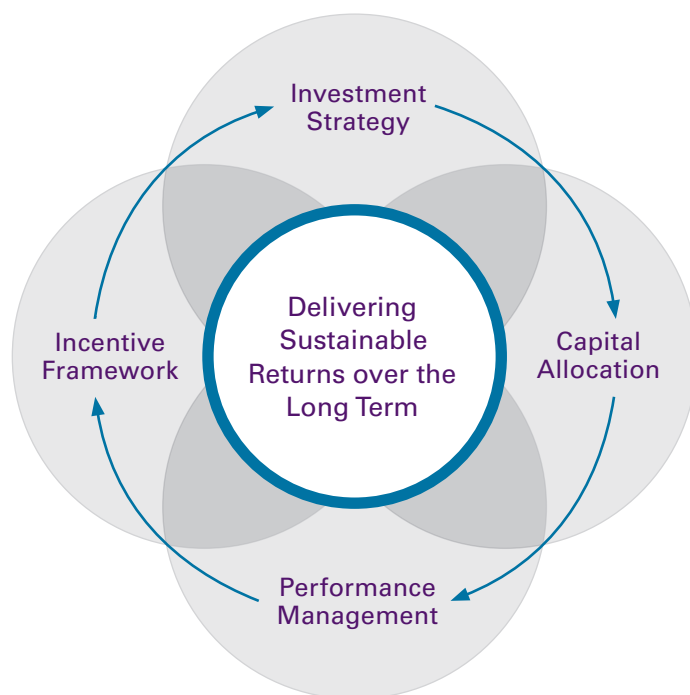 Investment
Strategy
Delivering
Sustainable
Returns over the
Long Term
Incentive
Framework
Capital
Allocation
Performance
Management